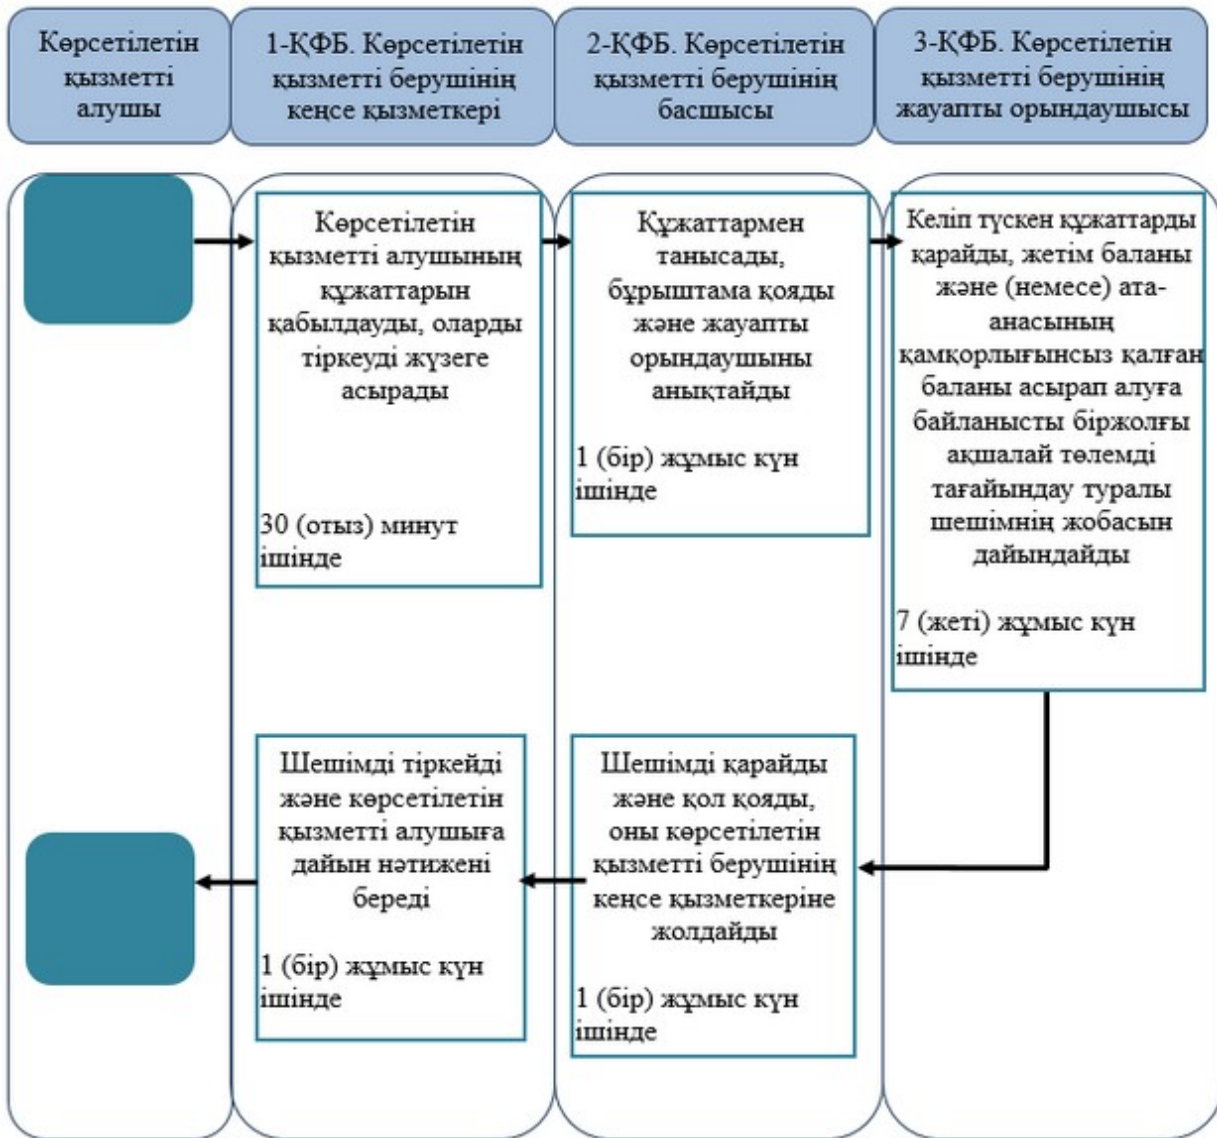 Көрсетілетін
қызметті
алушы
1-ҚФБ. Көрсетілетін
қызметті берушінің
кеңсе қызметкері
2-ҚФБ. Көрсетілетін
қызметті берушінің
басшысы
3-ҚФБ. Көрсетілетін
қызметті берушінің
жауапты орындаушысы
Көрсетілетін
қызметті алушының
құжаттарын
қабылдауды, оларды
тіркеуді жүзеге
асырады
30 (отыз) минут
ішінде
Құжаттармен
танысады,
бұрыштама қояды
және жауапты
орындаушыны
анықтайды
1 (бір) жұмыс күн
ішінде
Келіп түскен құжаттарды
қарайды, жетім баланы
және (немесе) ата-
анасының
қамқорлығынсыз қалған
баланы асырап алуға
байланысты біржолғы
ақшалай төлемді
тағайындау туралы
шешімнің жобасын
дайындайды
7 (жеті) жұмыс күн
ішінде
Шешімді тіркейді
және көрсетілетін
қызметті алушыға
дайын нәтижені
береді
1 (бір) жұмыс күн
ішінде
Шешімді қарайды
және қол қояды,
оны көрсетілетін
қызметті берушінің
кеңсе қызметкеріне
жолдайды
1 (бір) жұмыс күн
ішінде